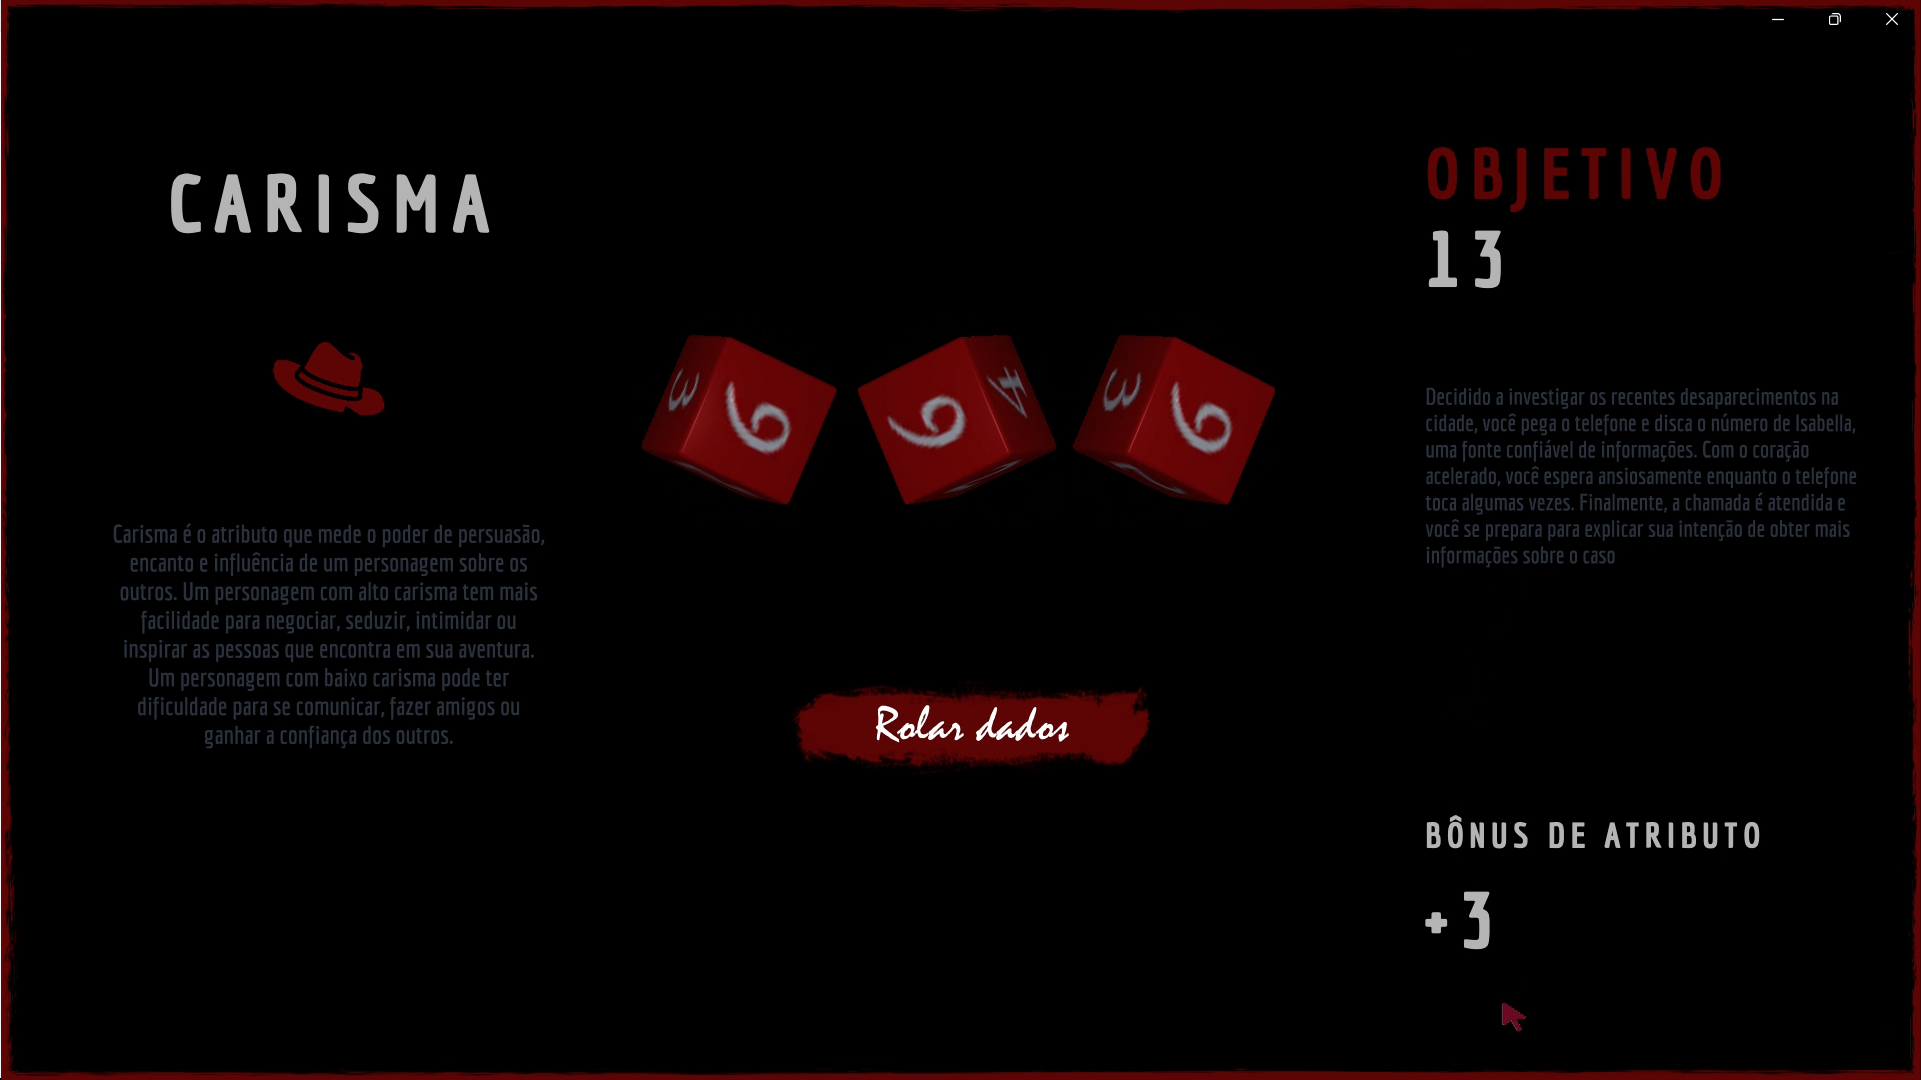 CARISMA
Carisma é o atributo que mede o poder de persuasão,
encanto e influência de um personagem sobre os
outros. Um personagem com alto carisma tem mais
facilidade para negociar, seduzir, intimidar ou
inspirar as pessoas que encontra em sua aventura.
Um personagem com baixo carisma pode ter
dificuldade para se comunicar, fazer amigos ou
ganhar a confiança dos outros.
3 6
6 4
3 6
Rolar dados
OBJETIVO
13
Decidido a investigar os recentes desaparecimentos na
cidade, você pega o telefone e disca o número de Isabella,
uma fonte confiável de informações. Com o coração
acelerado, você espera ansiosamente enquanto o telefone
toca algumas vezes. Finalmente, a chamada é atendida e
você se prepara para explicar sua intenção de obter mais
informações sobre o caso
BÔNUS DE ATRIBUTO
+3